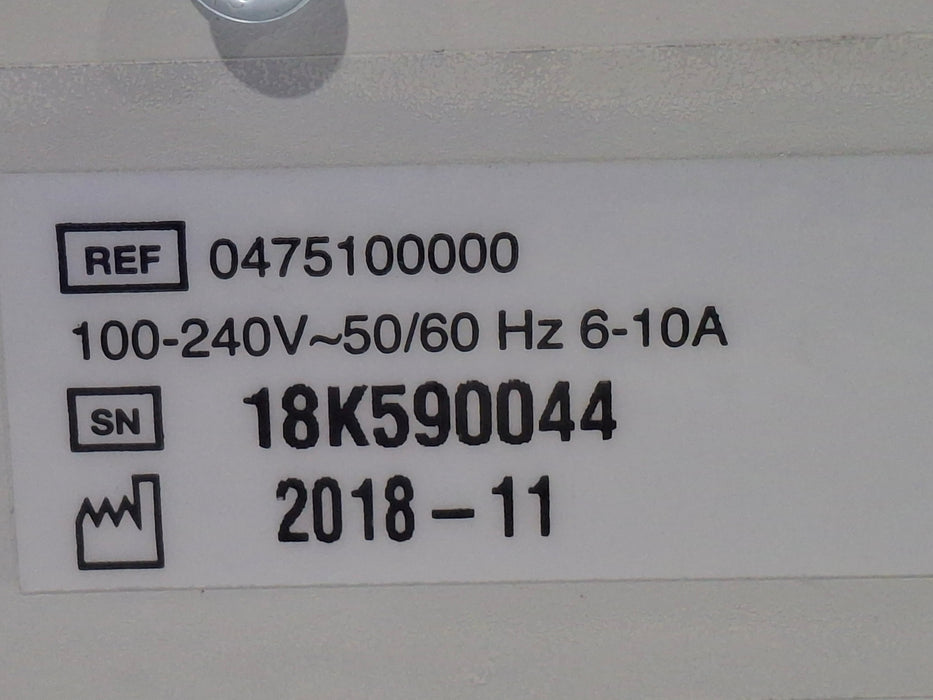 REF 0475100000
100-240V~50/60 Hz 6-10A
SN 18K590044
2018-11